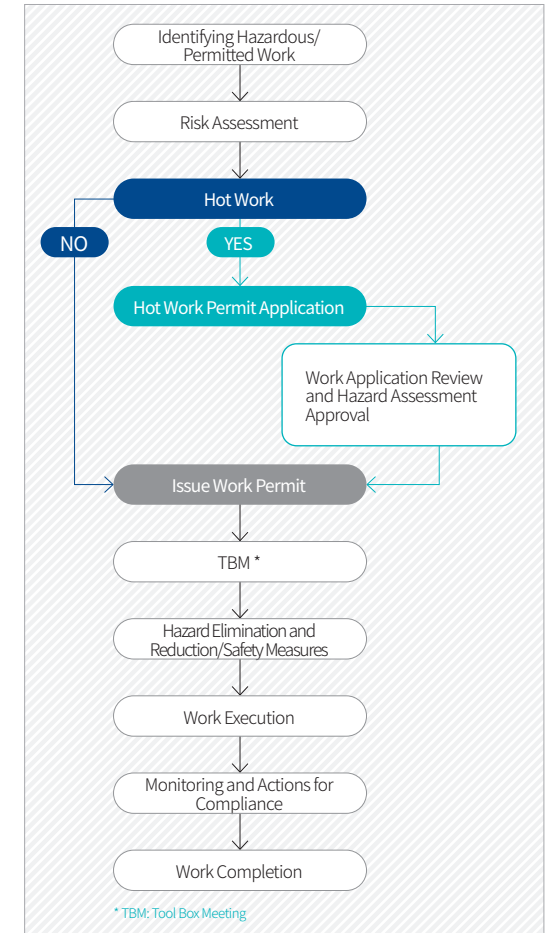 Identifying Hazardous/
Permitted Work
Risk Assessment
Hot Work
NO
YES
Hot Work Permit Application
Work Application Review
and Hazard Assessment
Approval
Issue Work Permit
TBM *
Hazard Elimination and
Reduction/Safety Measures
Work Execution
Monitoring and Actions for
Compliance
Work Completion
* TBM: Tool Box Meeting